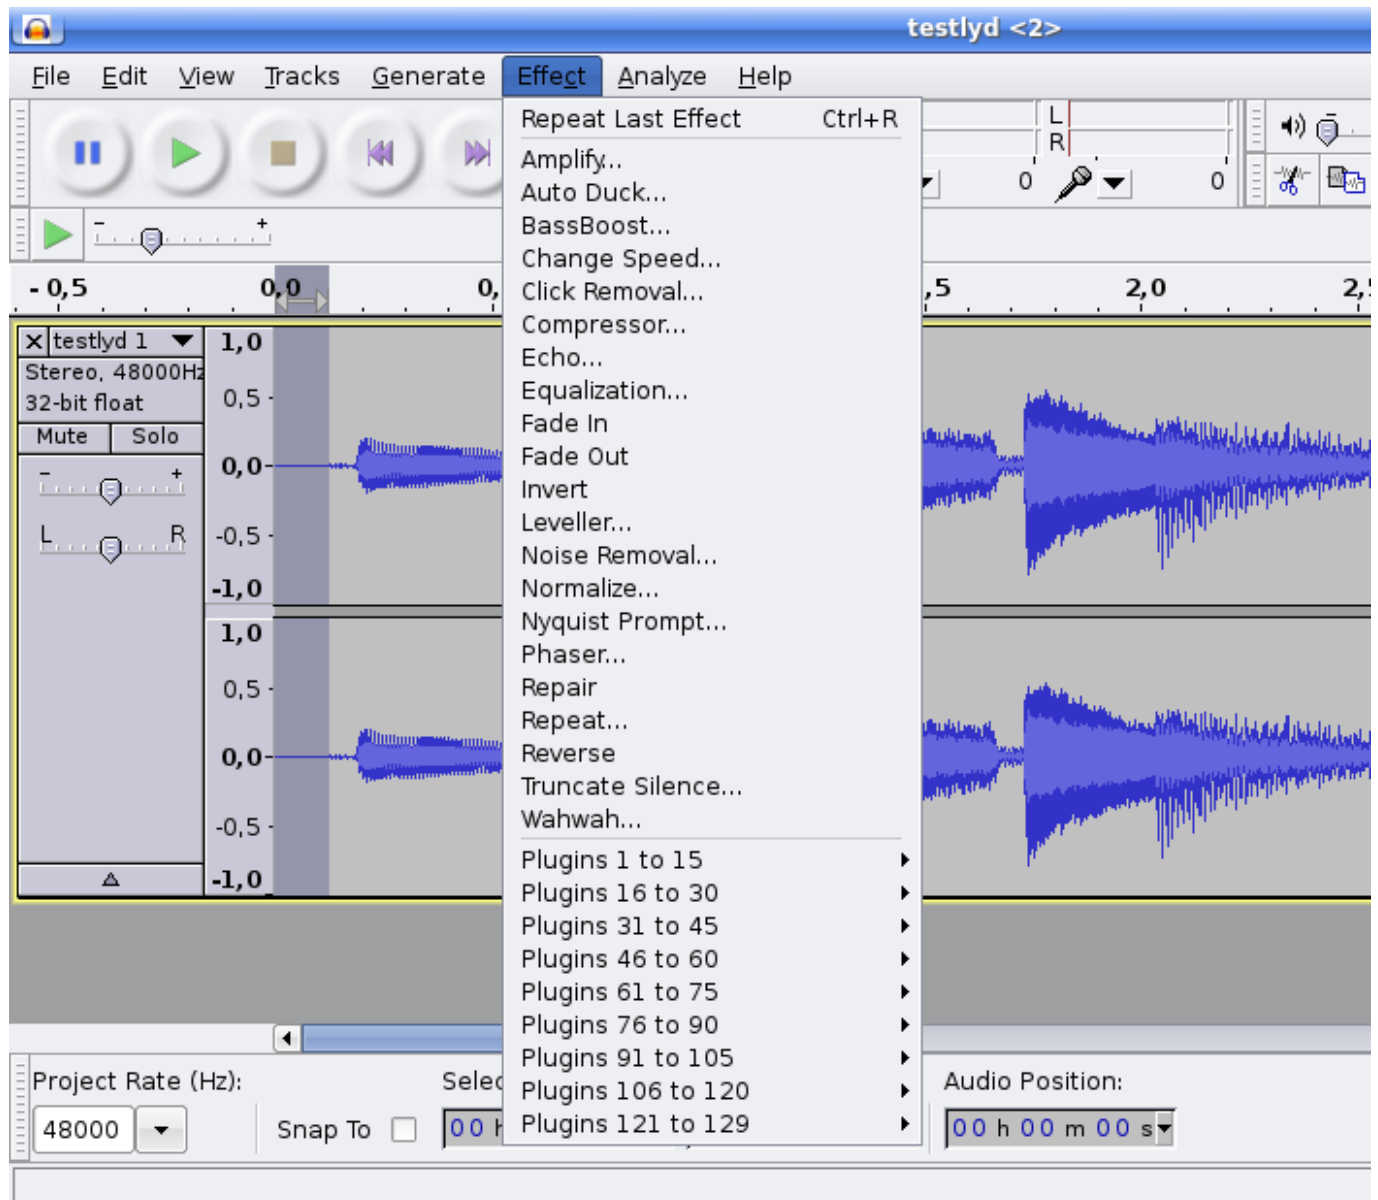 testlyd <2>
File Edit View Tracks Generate Effect Analyze Help
Repeat Last Effect Ctrl+R
L
R
0 0
Amplify...
Auto Duck...
BassBoost...
Change Speed...
Click Removal...
Compressor...
Echo...
Equalization...
Fade In
Fade Out
Invert
Leveller...
Noise Removal...
Normalize...
Nyquist Prompt...
Phaser...
Repair
Repeat...
Reverse
Truncate Silence...
Wahwah...
Plugins 1 to 15
Plugins 16 to 30
Plugins 31 to 45
Plugins 46 to 60
Plugins 61 to 75
Plugins 76 to 90
Plugins 91 to 105
Plugins 106 to 120
Plugins 121 to 129
- +
- 0,5 0,0 0, ,5 2,0 2,
testlyd 1
Stereo, 48000Hz
32-bit float
Mute Solo
- +
L R
1,0
0,5
0,0
-0,5
-1,0
1,0
0,5
0,0
-0,5
-1,0
Project Rate (Hz):
48000
Snap To
Selec
00 h
Audio Position:
00 h 00 m 00 s